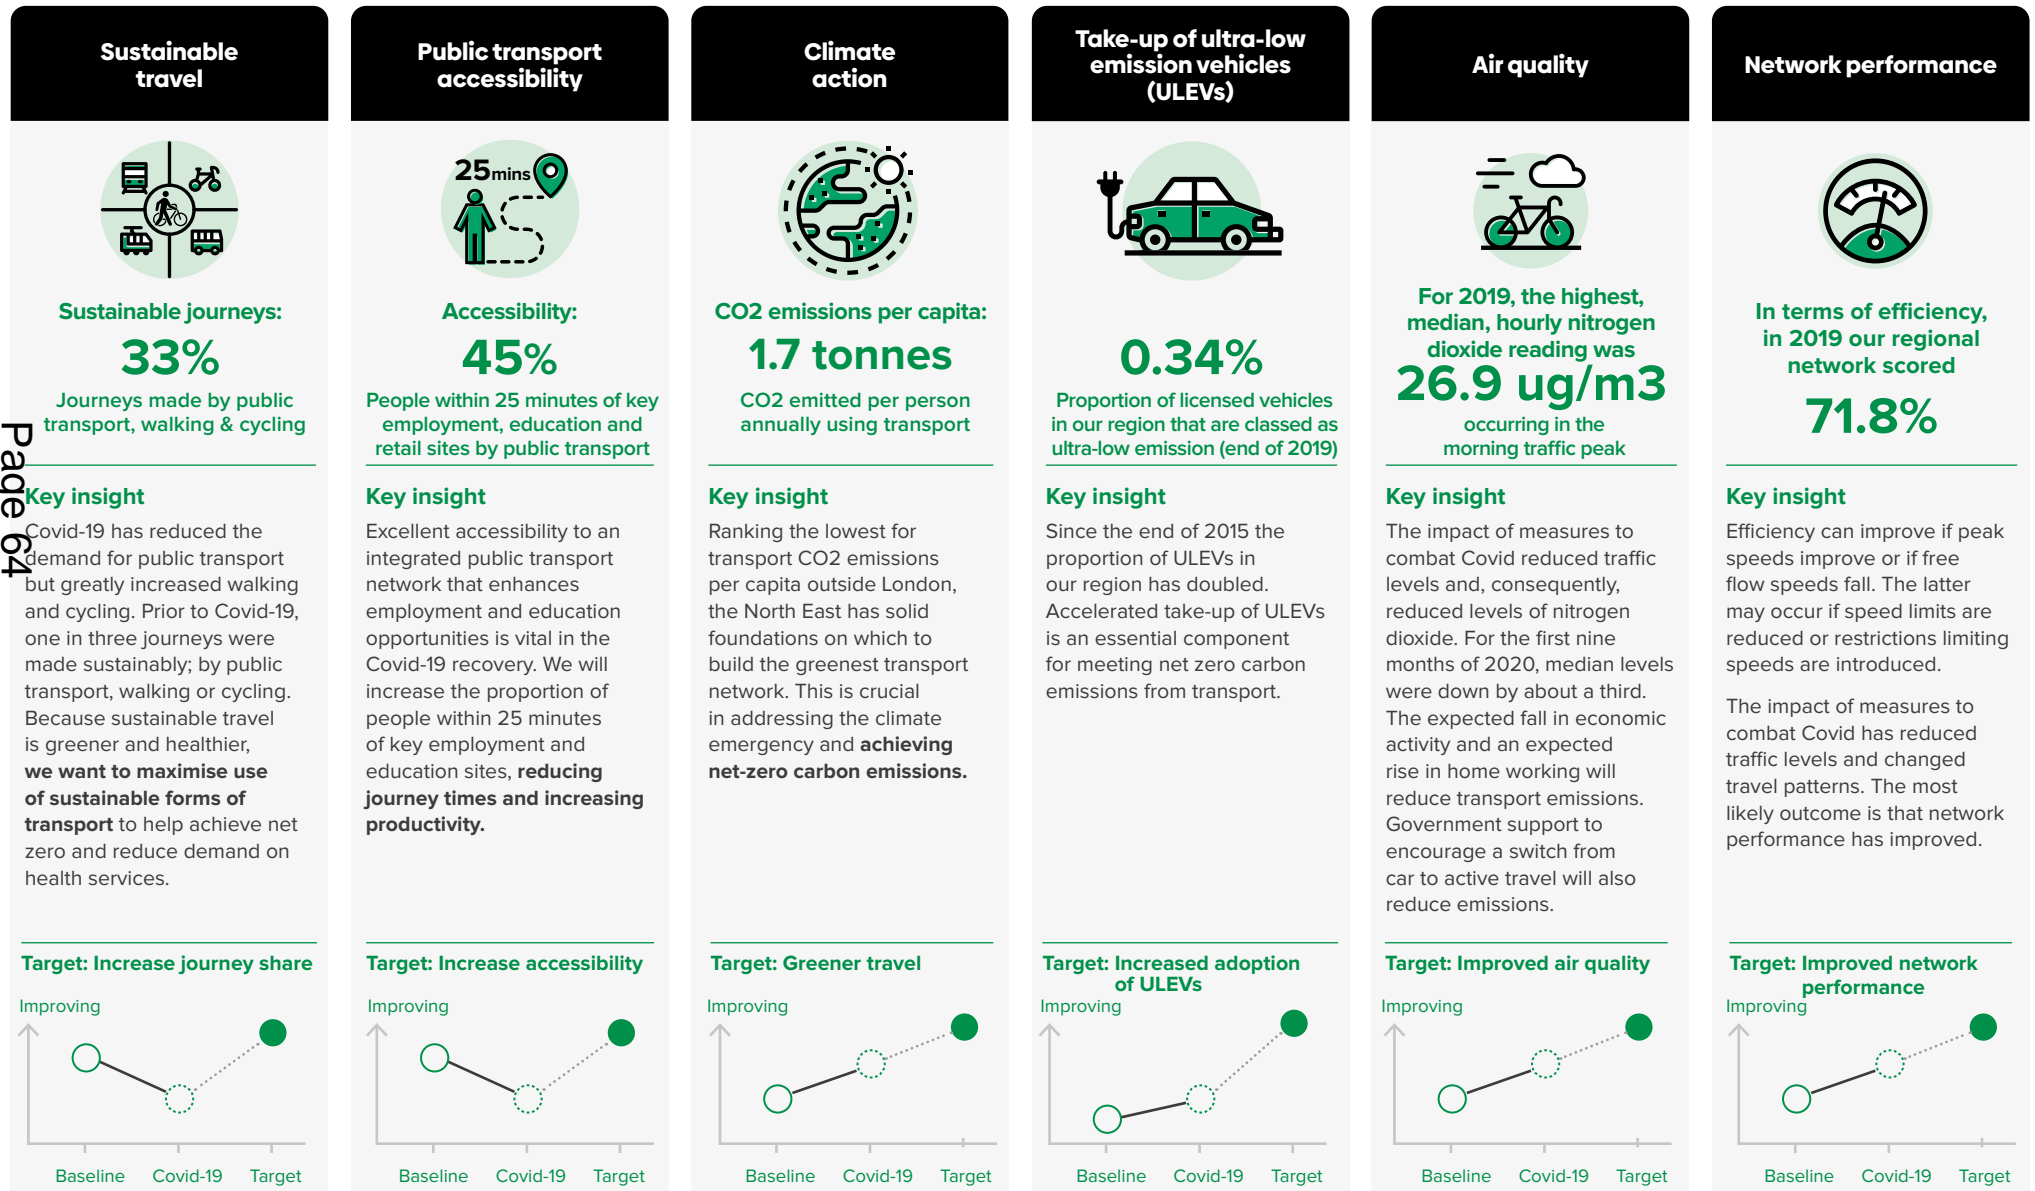 Sustainable
travel
25 mins
Sustainable journeys:
33%
Journeys made by public
transport, walking & cycling
Key insight
Covid-19 has reduced the
demand for public transport
but greatly increased walking
and cycling. Prior to Covid-19,
one in three journeys were
made sustainably; by public
transport, walking or cycling.
Because sustainable travel
is greener and healthier,
we want to maximise use
of sustainable forms of
transport to help achieve net
zero and reduce demand on
health services.
Target: Increase journey share
Improving
Baseline Covid-19 Target
Public transport
accessibility
Accessibility:
45%
People within 25 minutes of key
employment, education and
retail sites by public transport
Key insight
Excellent accessibility to an
integrated public transport
network that enhances
employment and education
opportunities is vital in the
Covid-19 recovery. We will
increase the proportion of
people within 25 minutes
of key employment and
education sites, reducing
journey times and increasing
productivity.
Target: Increase accessibility
Improving
Baseline Covid-19 Target
Climate
action
CO2 emissions per capita:
1.7 tonnes
CO2 emitted per person
annually using transport
Key insight
Ranking the lowest for
transport CO2 emissions
per capita outside London,
the North East has solid
foundations on which to
build the greenest transport
network. This is crucial
in addressing the climate
emergency and achieving
net-zero carbon emissions.
Target: Greener travel
Improving
Baseline Covid-19 Target
Take-up of ultra-low
emission vehicles
(ULEVs)
0.34%
Proportion of licensed vehicles
in our region that are classed as
ultra-low emission (end of 2019)
Key insight
Since the end of 2015 the
proportion of ULEVs in
our region has doubled.
Accelerated take-up of ULEVs
is an essential component
for meeting net zero carbon
emissions from transport.
Target: Increased adoption
of ULEVs
Improving
Baseline Covid-19 Target
Air quality
For 2019, the highest,
median, hourly nitrogen
dioxide reading was
26.9 ug/m3
occurring in the
morning traffic peak
Key insight
The impact of measures to
combat Covid reduced traffic
levels and, consequently,
reduced levels of nitrogen
dioxide. For the first nine
months of 2020, median levels
were down by about a third.
The expected fall in economic
activity and an expected
rise in home working will
reduce transport emissions.
Government support to
encourage a switch from
car to active travel will also
reduce emissions.
Target: Improved air quality
Improving
Baseline Covid-19 Target
Network performance
In terms of efficiency,
in 2019 our regional
network scored
71.8%
Key insight
Efficiency can improve if peak
speeds improve or if free
flow speeds fall. The latter
may occur if speed limits are
reduced or restrictions limiting
speeds are introduced.
The impact of measures to
combat Covid has reduced
traffic levels and changed
travel patterns. The most
likely outcome is that network
performance has improved.
Target: Improved network
performance
Improving
Baseline Covid-19 Target
Page 64